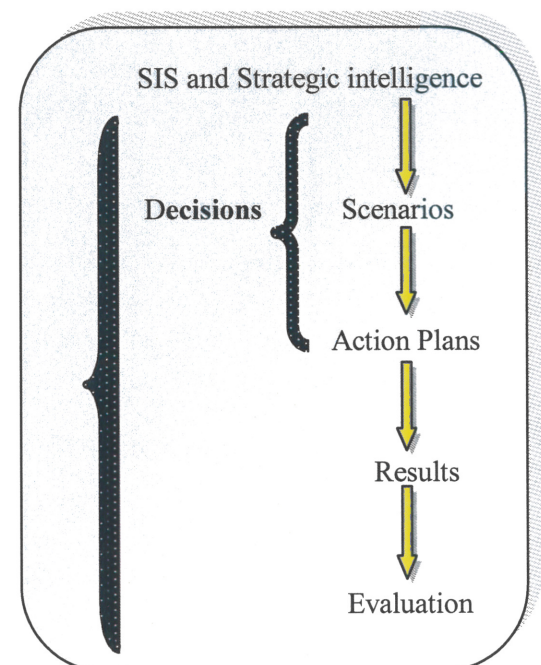 SIS and Strategic intelligence
Decisions
Scenarios
Action Plans
Results
Evaluation